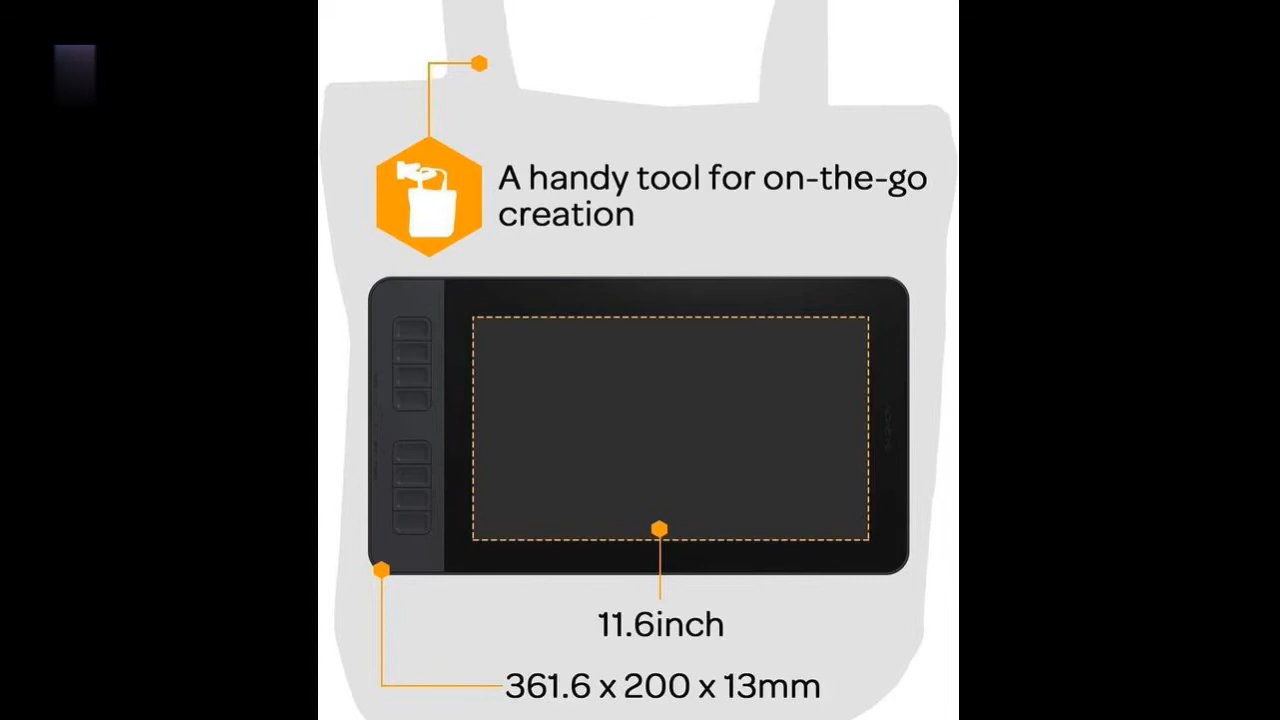 A handy tool for on-the-go
creation
11.6inch
361.6 x 200 x 13mm